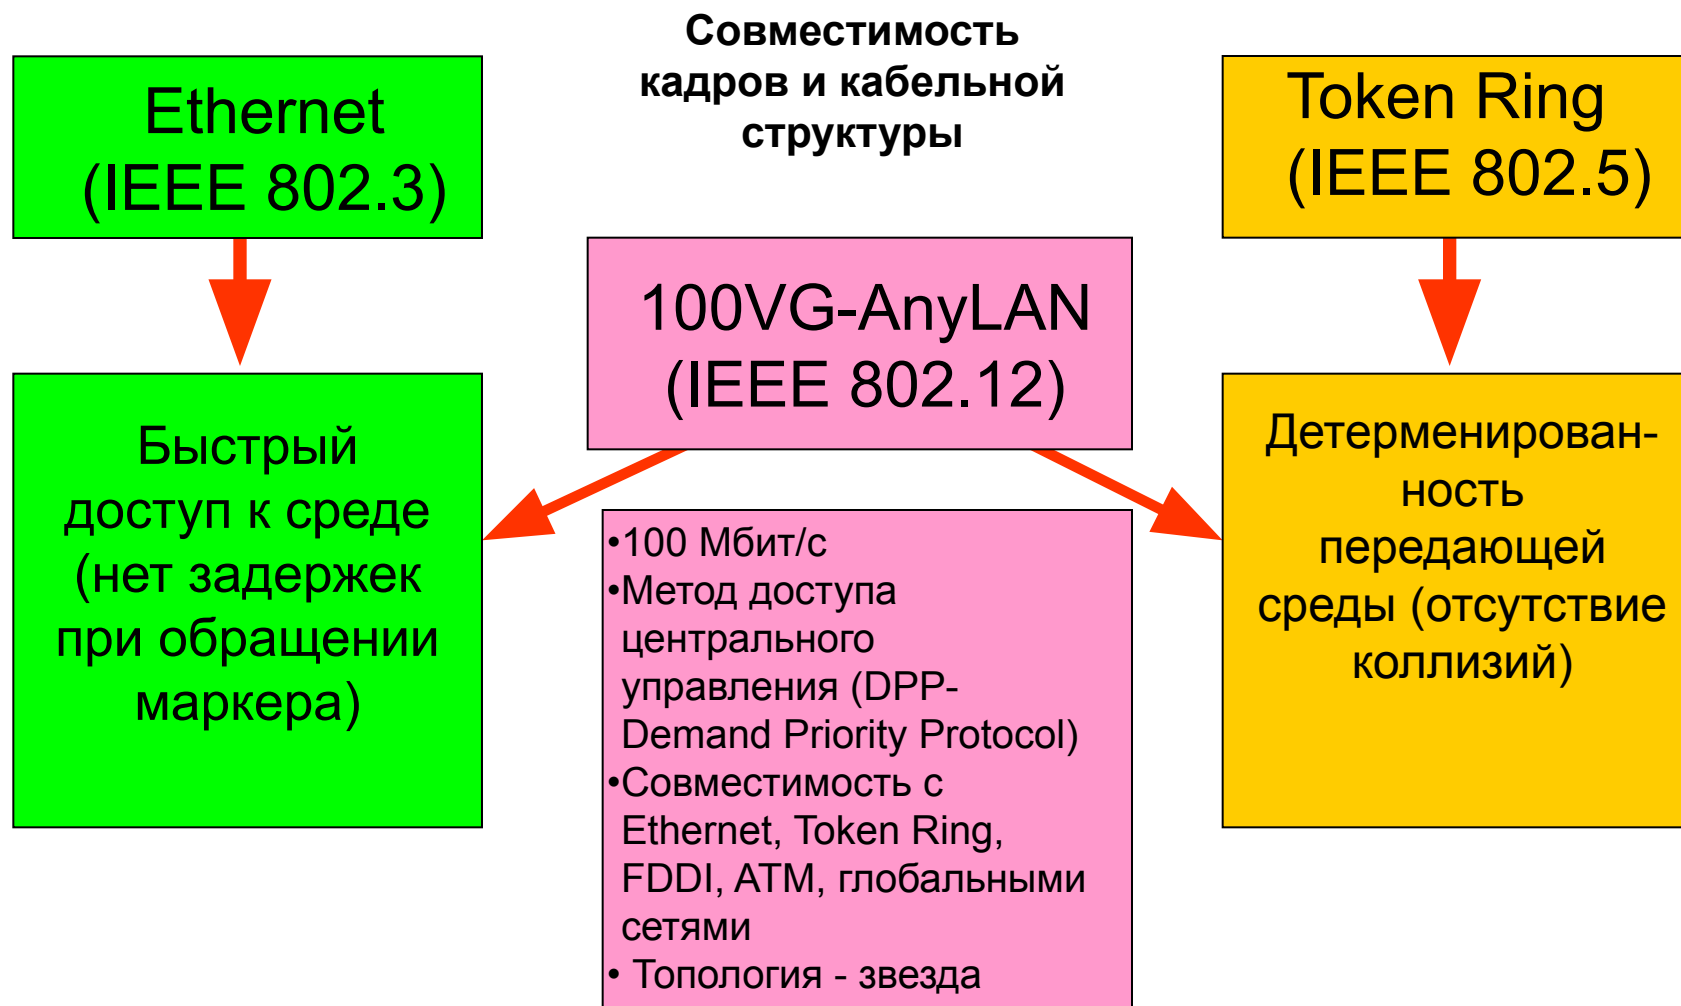 Совместимость
кадров и кабельной
структуры
Ethernet
(IEEE 802.3)
Token Ring
(IEEE 802.5)
100VG-AnyLAN
(IEEE 802.12)
Быстрый
доступ к среде
(нет задержек
при обращении
маркера)
•100 Мбит/с
•Метод доступа
центрального
управления (DPP-
Demand Priority Protocol)
•Совместимость с
Ethernet, Token Ring,
FDDI, ATM, глобальными
сетями
• Топология - звезда
Детерменирован-
ность
передающей
среды (отсутствие
коллизий)